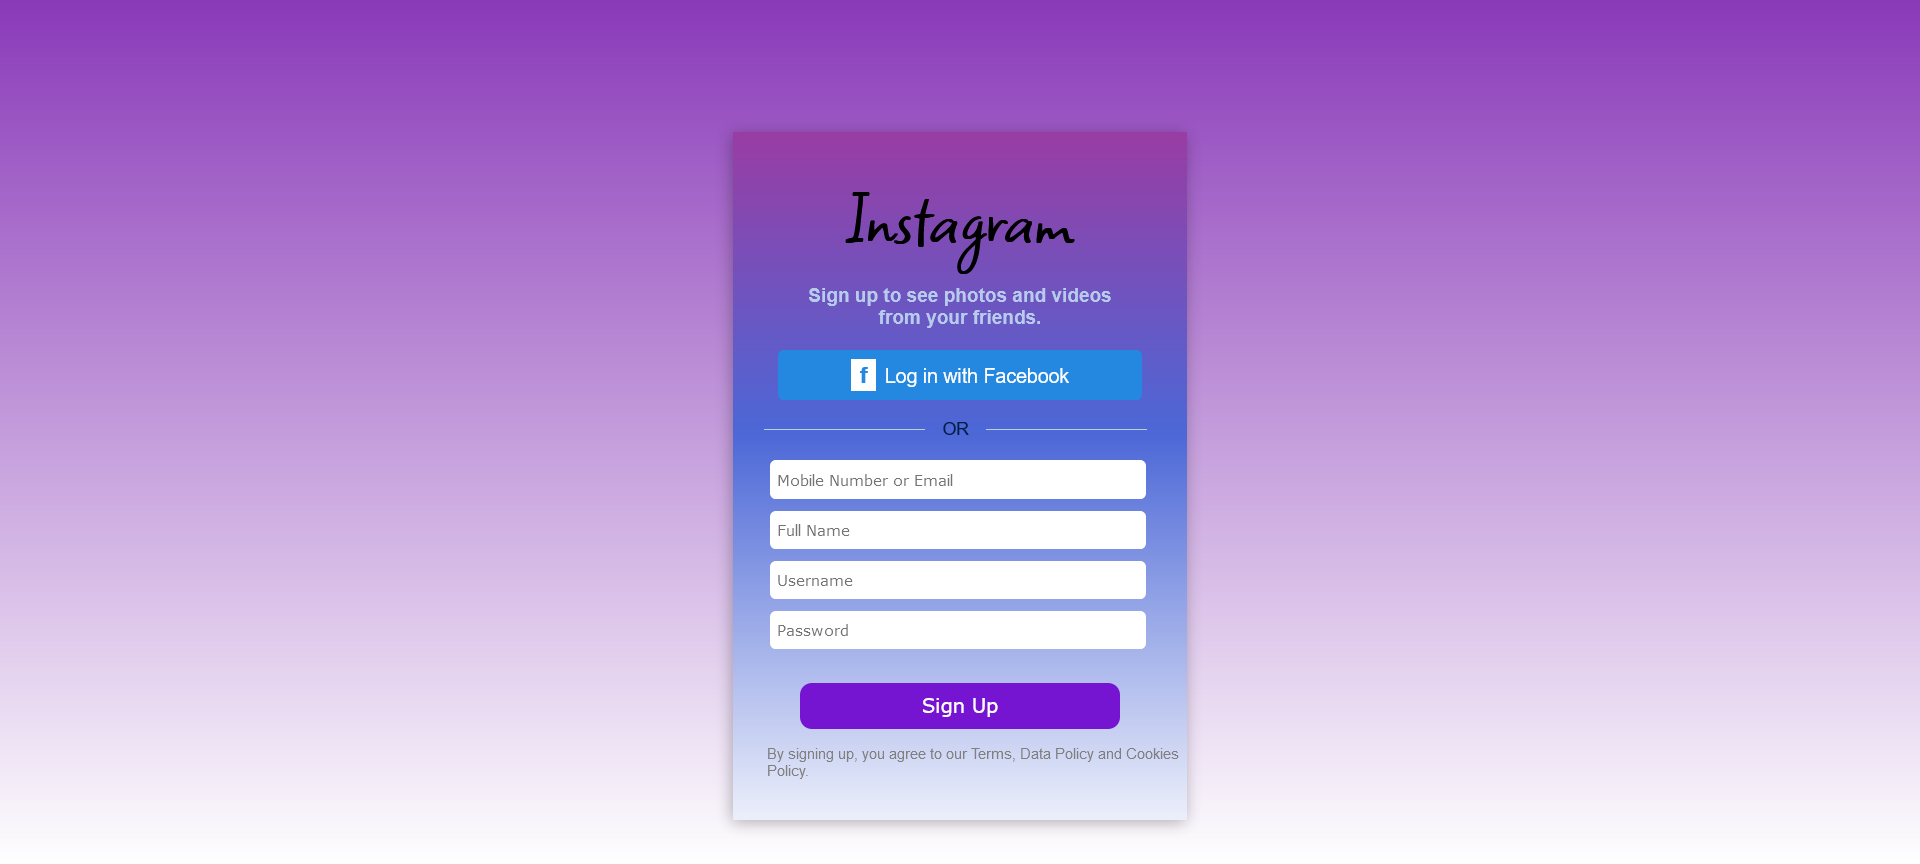 Instagram
Sign up to see photos and videos
from your friends.
f Log in with Facebook
OR
Mobile Number or Email
Full Name
Username
Password
Sign Up
By signing up, you agree to our Terms, Data Policy and Cookies
Policy.